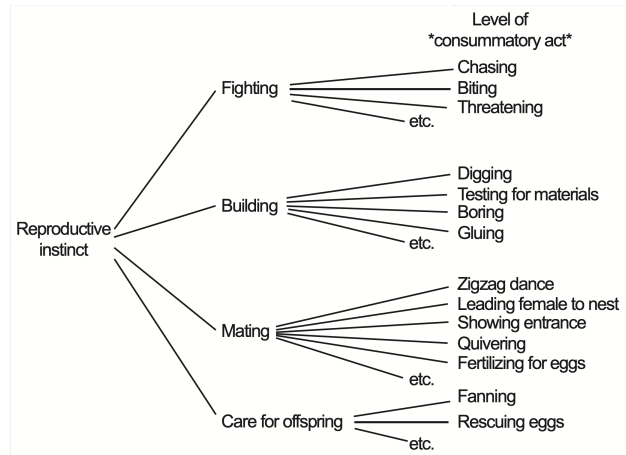 Level of
*consummatory act*
Chasing
Fighting
Biting
Threatening
etc.
Digging
Testing for materials
Building
Boring
Gluing
etc.
Reproductive
instinct
Zigzag dance
Leading female to nest
Showing entrance
Mating
Quivering
Fertilizing for eggs
etc.
Fanning
Care for offspring
Rescuing eggs
etc.